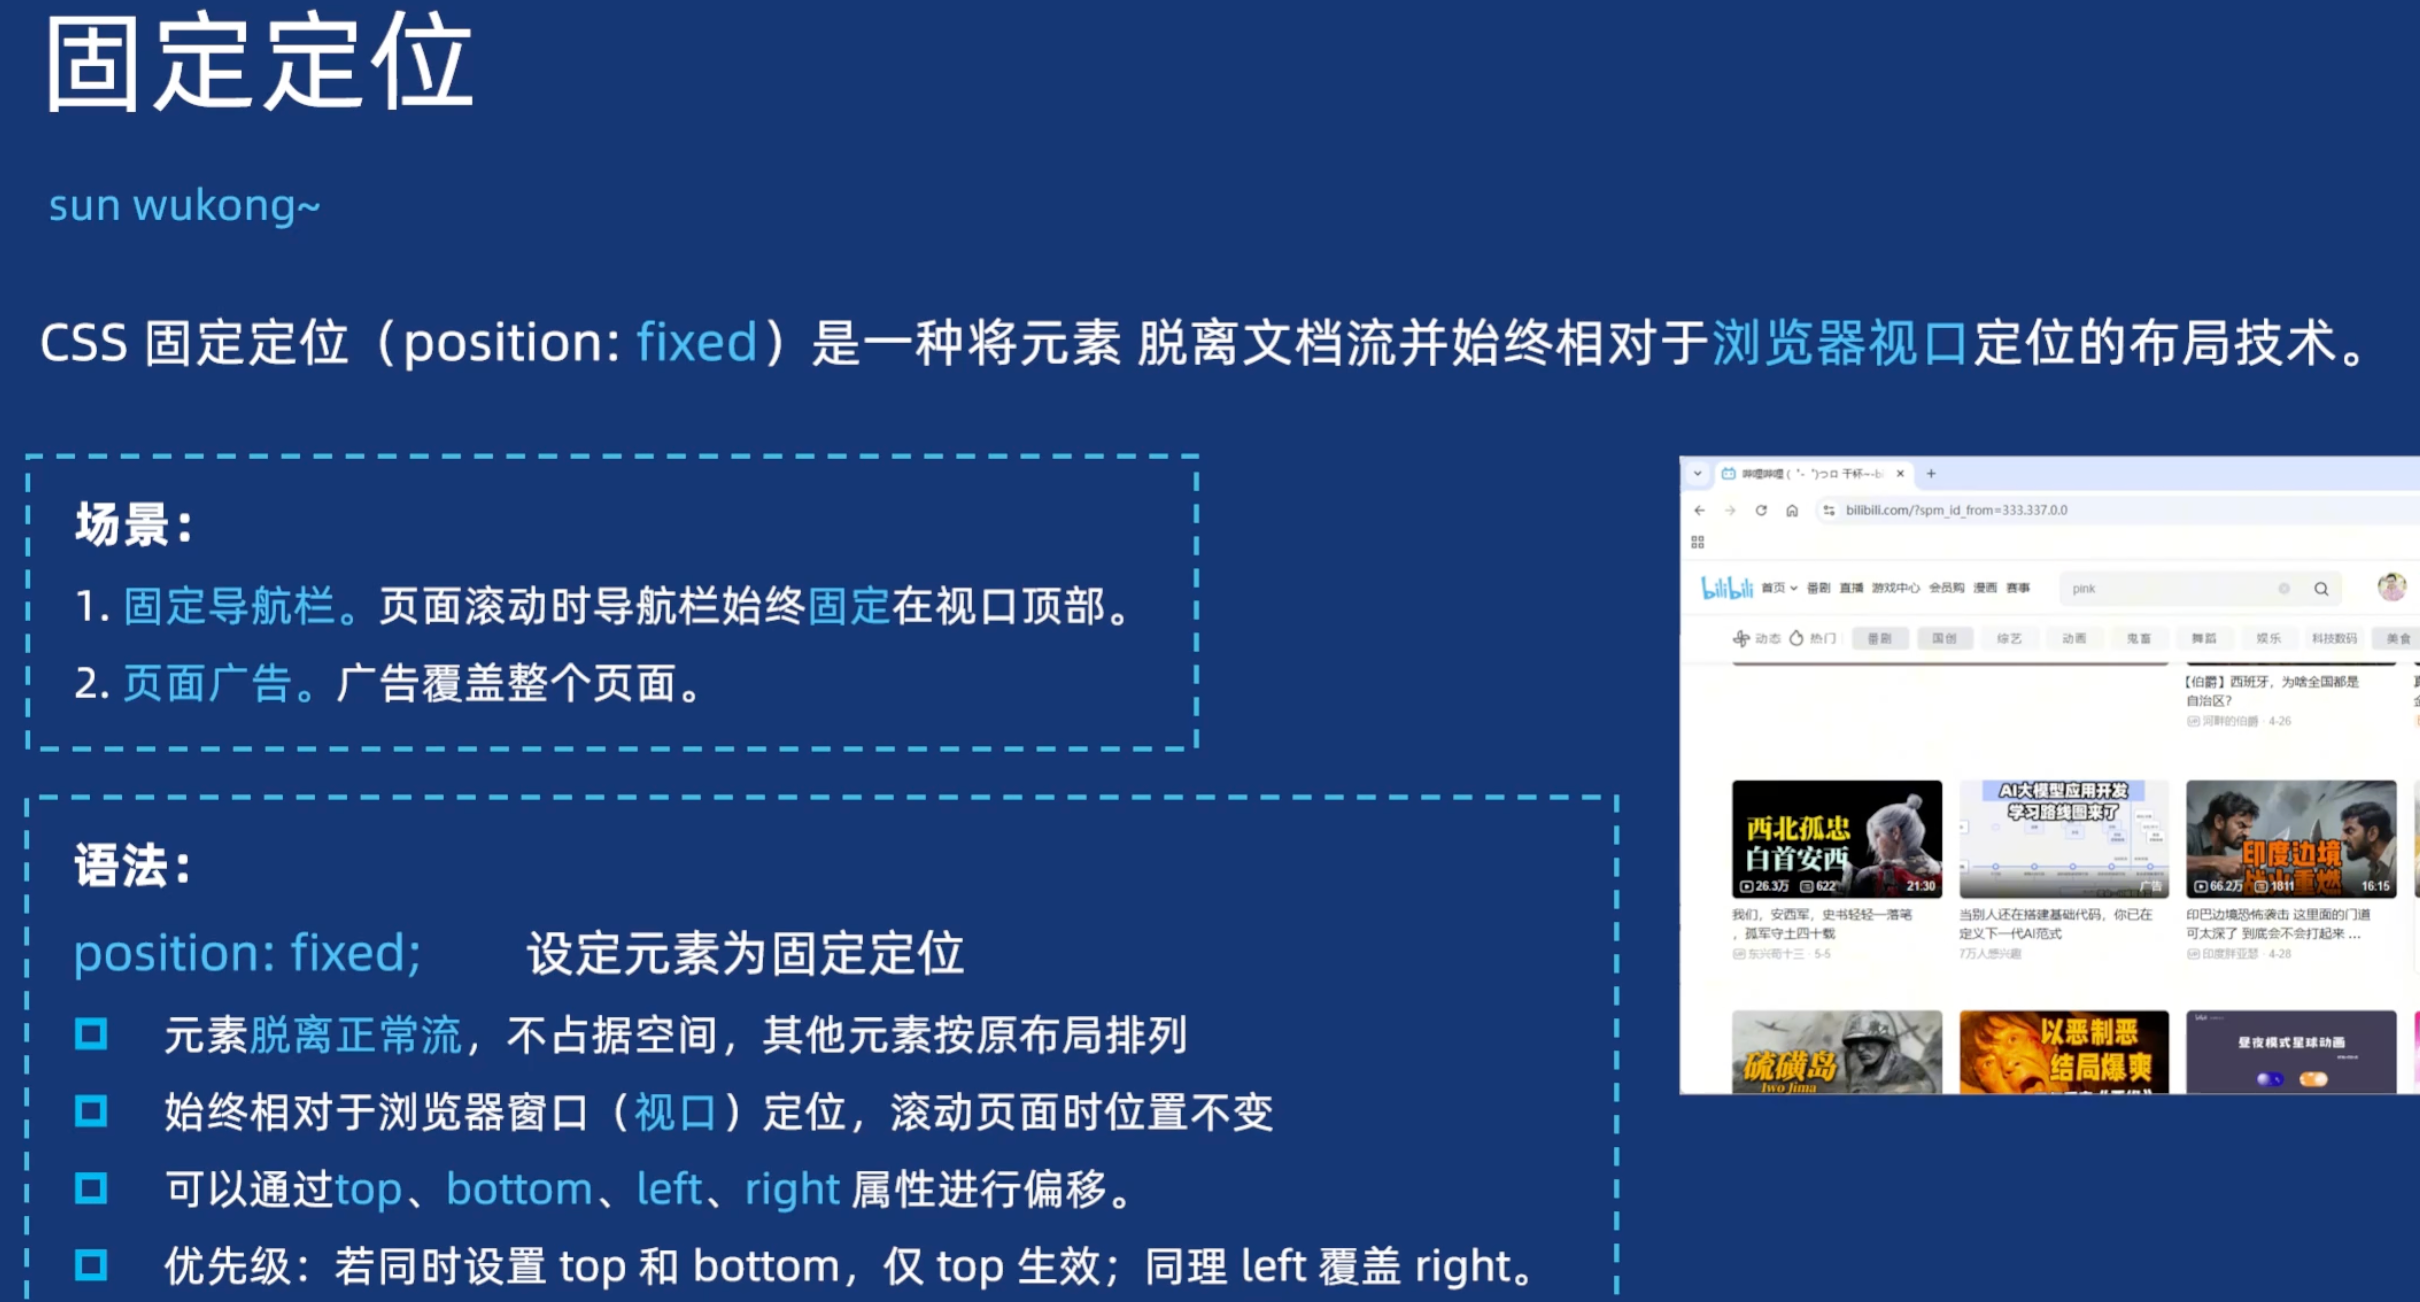 固定定位
sun wukong~
CSS 固定定位（position: fixed）是一种将元素 脱离文档流并始终相对于浏览器视口定位的布局技术。
场景：
1. 固定导航栏。页面滚动时导航栏始终固定在视口顶部。
2. 页面广告。广告覆盖整个页面。
语法：
position: fixed; 设定元素为固定定位
元素脱离正常流，不占据空间，其他元素按原布局排列
始终相对于浏览器窗口（视口）定位，滚动页面时位置不变
可以通过top、bottom、left、right 属性进行偏移。
优先级：若同时设置 top 和 bottom，仅 top 生效；同理 left 覆盖 right。
哔哩哔哩 ( ゜- ゜)つロ 干杯~-bi
bilibili.com/?spm_id_from=333.337.0.0
bilibili 首页 番剧 直播 游戏中心 会员购 漫画 赛事 pink
动态 热门 番剧 国创 综艺 动画 鬼畜 舞蹈 娱乐 科技数码 美食
【伯爵】西班牙，为啥全国都是
自治区？
河畔的伯爵 · 4-26
西北孤忠
白首安西
26.3万 622 21:30
我们，安西军，史书轻轻一落笔
，孤军守土四十载
5-5
AI大模型应用开发
学习路线图来了
广告
当别人还在搭建基础代码，你已在
定义下一代AI范式
7万人感兴趣
印度边境
战火重燃
66.2万 1811 16:15
印巴边境恐怖袭击 这里面的门道
可太深了 到底会不会打起来 ...
印度胖亚瑟 · 4-28
硫磺岛
Iwo Jima
以恶制恶
结局爆爽
昼夜模式星球动画